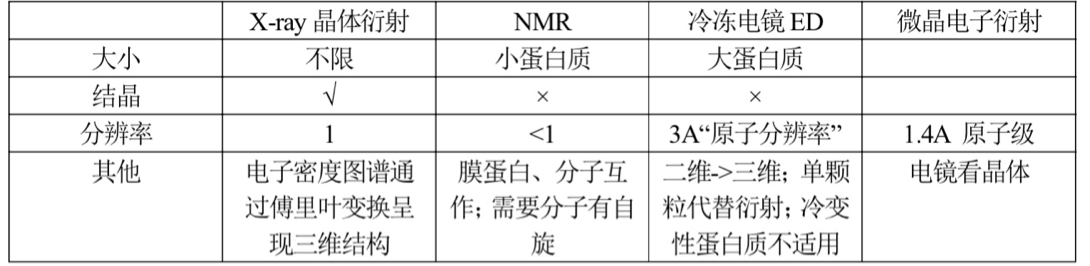 X-ray 晶体衍射 NMR 冷冻电镜 ED 微晶电子衍射
大小 不限 小蛋白质 大蛋白质
结晶 √ × ×
分辨率 1 <1 3A“原子分辨率” 1.4A 原子级
其他 电子密度图谱通 膜蛋白、分子互 二维->三维；单颗 电镜看晶体
过傅里叶变换呈 作；需要分子有自 粒代替衍射；冷变
现三维结构 旋 性蛋白质不适用